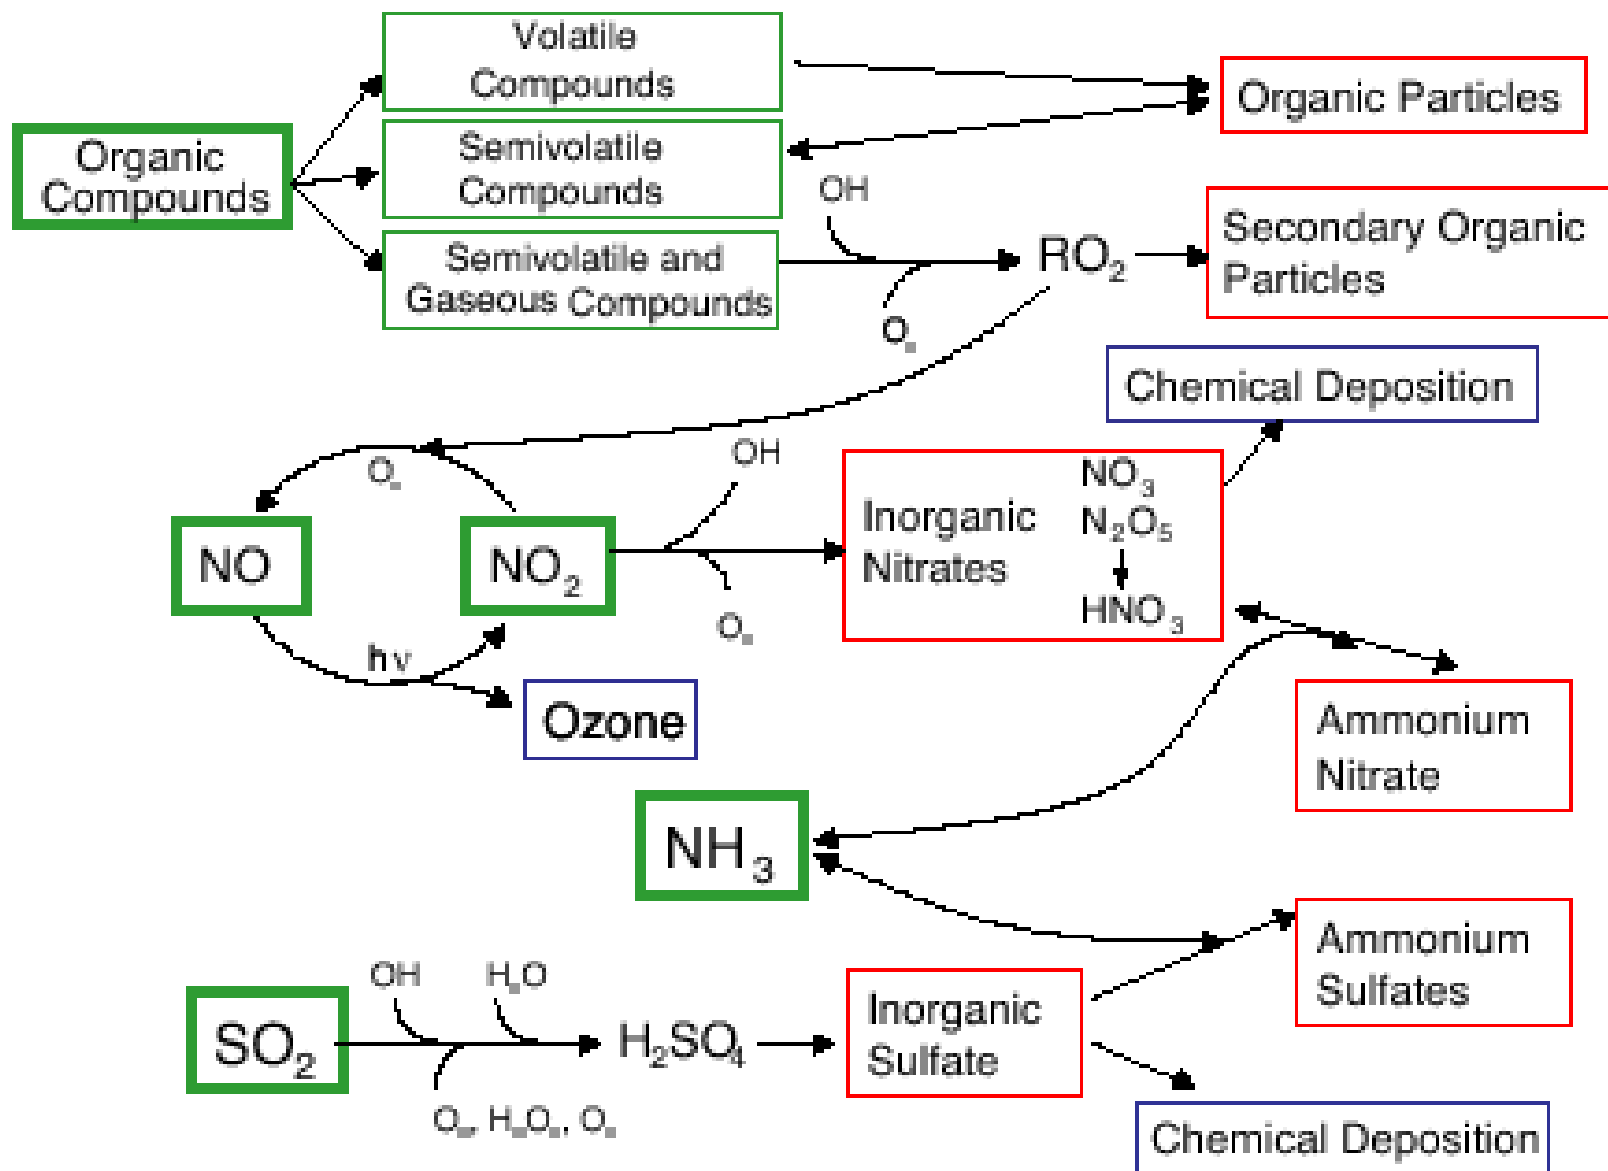 Volatile
Compounds
Organic Particles
Organic
Compounds
Semivolatile
Compounds
OH
Secondary Organic
Particles
RO₂
Semivolatile and
Gaseous Compounds
O
Chemical Deposition
O
OH
Inorganic
Nitrates
NO₃
N₂O₅
HNO₃
NO
NO₂
O
hν
Ozone
Ammonium
Nitrate
NH₃
Ammonium
Sulfates
OH
H O
Inorganic
Sulfate
SO₂
H₂SO₄
O , H O , O
Chemical Deposition